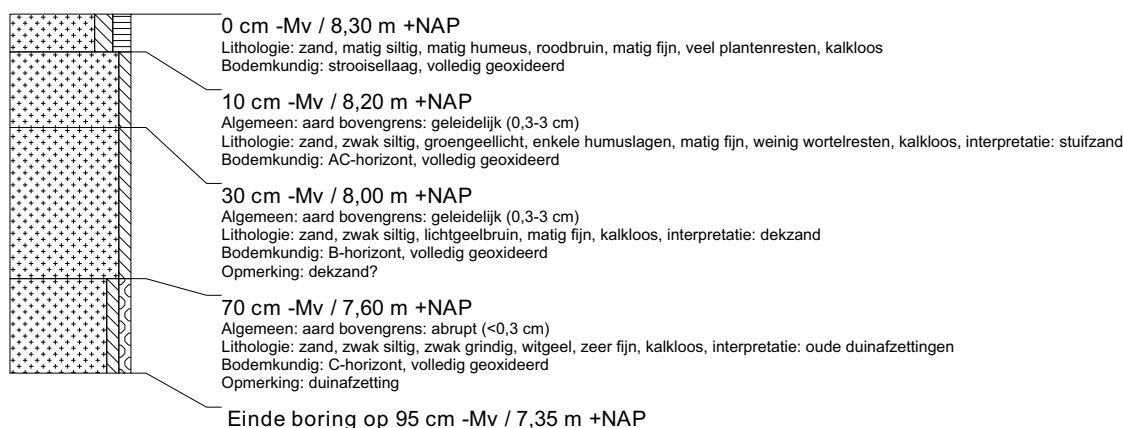 0 cm -Mv / 8,30 m +NAP
Lithologie: zand, matig siltig, matig humeus, roodbruin, matig fijn, veel plantenresten, kalkloos
Bodemkundig: strooisellaag, volledig geoxideerd
10 cm -Mv / 8,20 m +NAP
Algemeen: aard bovengrens: geleidelijk (0,3-3 cm)
Lithologie: zand, zwak siltig, groengeellicht, enkele humuslagen, matig fijn, weinig wortelresten, kalkloos, interpretatie: stuifzand
Bodemkundig: AC-horizont, volledig geoxideerd
30 cm -Mv / 8,00 m +NAP
Algemeen: aard bovengrens: geleidelijk (0,3-3 cm)
Lithologie: zand, zwak siltig, lichtgeelbruin, matig fijn, kalkloos, interpretatie: dekzand
Bodemkundig: B-horizont, volledig geoxideerd
Opmerking: dekzand?
70 cm -Mv / 7,60 m +NAP
Algemeen: aard bovengrens: abrupt (<0,3 cm)
Lithologie: zand, zwak siltig, zwak grindig, witgeel, zeer fijn, kalkloos, interpretatie: oude duinafzettingen
Bodemkundig: C-horizont, volledig geoxideerd
Opmerking: duinafzetting
Einde boring op 95 cm -Mv / 7,35 m +NAP